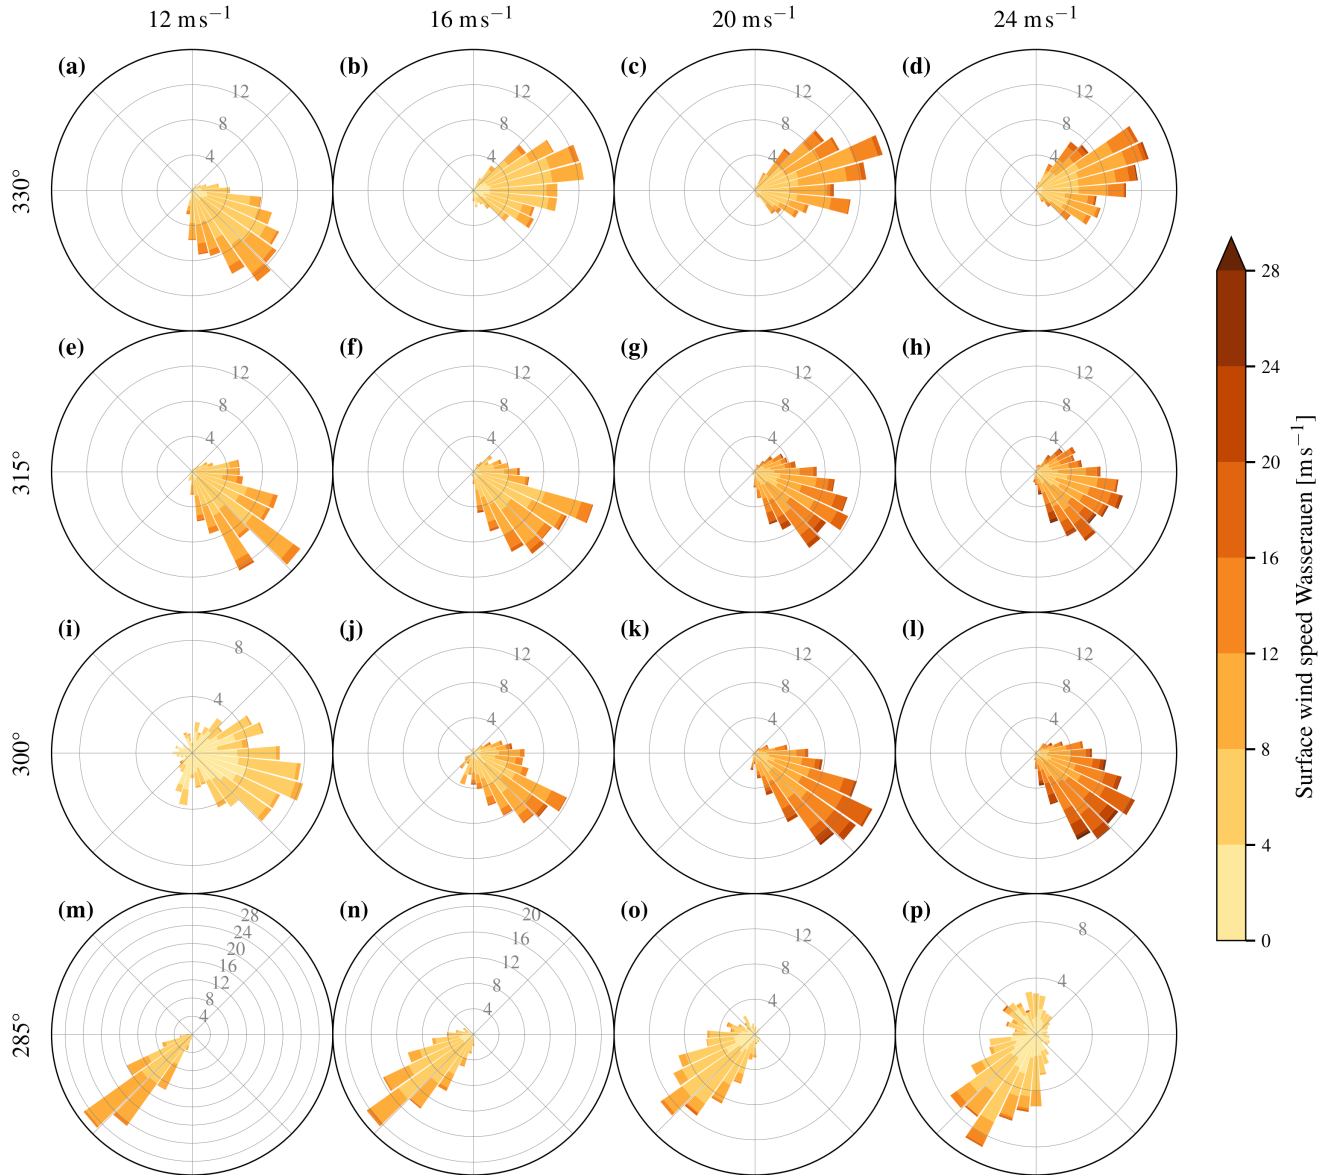 12 m s⁻¹ 16 m s⁻¹ 20 m s⁻¹ 24 m s⁻¹
330°
(a) 12 8 4
(b) 12 8 4
(c) 12 8 4
(d) 12 8 4
315°
(e) 12 8 4
(f) 12 8 4
(g) 12 8 4
(h) 12 8 4
300°
(i) 8 4
(j) 12 8 4
(k) 12 8 4
(l) 12 8 4
285°
(m) 28 24 20 16 12 8 4
(n) 20 16 12 8 4
(o) 12 8 4
(p) 8 4
28
24
20
16
12
8
4
0
Surface wind speed Wasserauen [m s⁻¹]